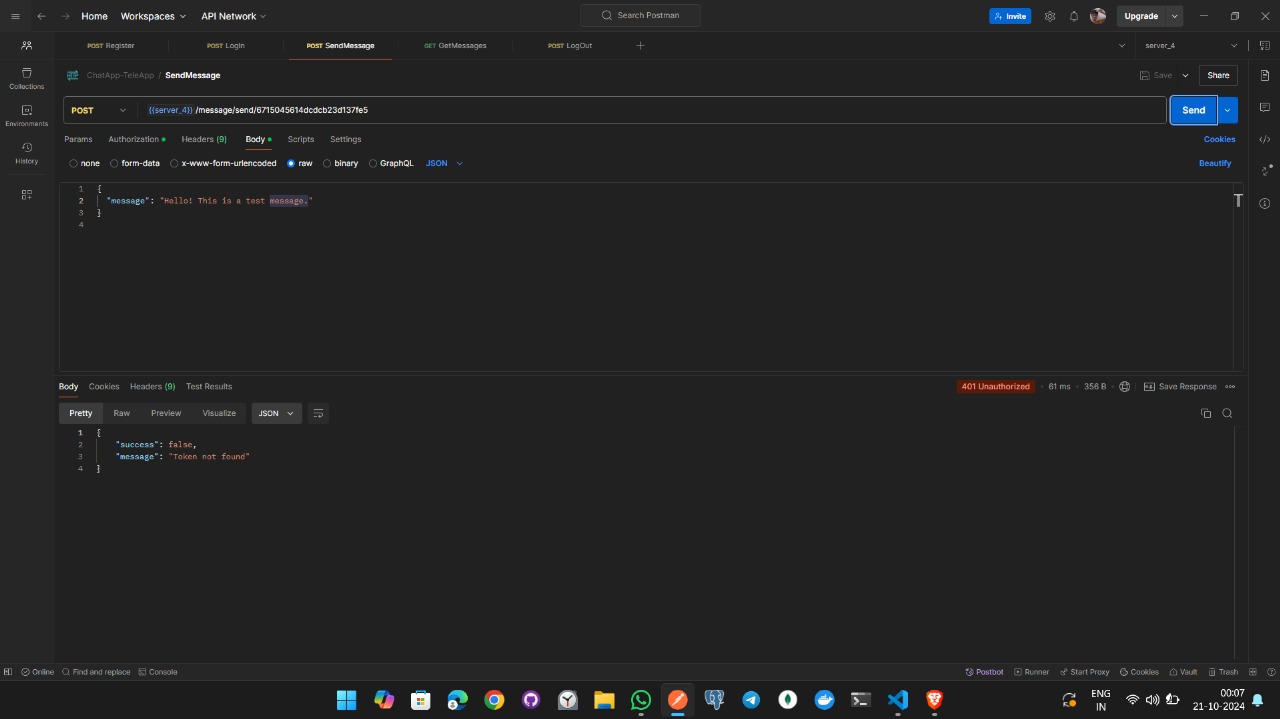 Home Workspaces API Network Search Postman Invite Upgrade
POST Register POST LogIn POST SendMessage GET GetMessages POST LogOut server_4
ChatApp-TeleApp / SendMessage Save Share
POST {{server_4}} /message/send/6715045614dcdcb23d137fe5 Send
Params Authorization Headers (9) Body Scripts Settings Cookies
none form-data x-www-form-urlencoded raw binary GraphQL JSON Beautify
Collections
Environments
History
1 {
2 "message": "Hello! This is a test message."
3 }
4
Body Cookies Headers (9) Test Results 401 Unauthorized 61 ms 356 B Save Response
Pretty Raw Preview Visualize JSON
1 {
2 "success": false,
3 "message": "Token not found"
4 }
Online Find and replace Console Postbot Runner Start Proxy Cookies Vault Trash
ENG 00:07
IN 21-10-2024